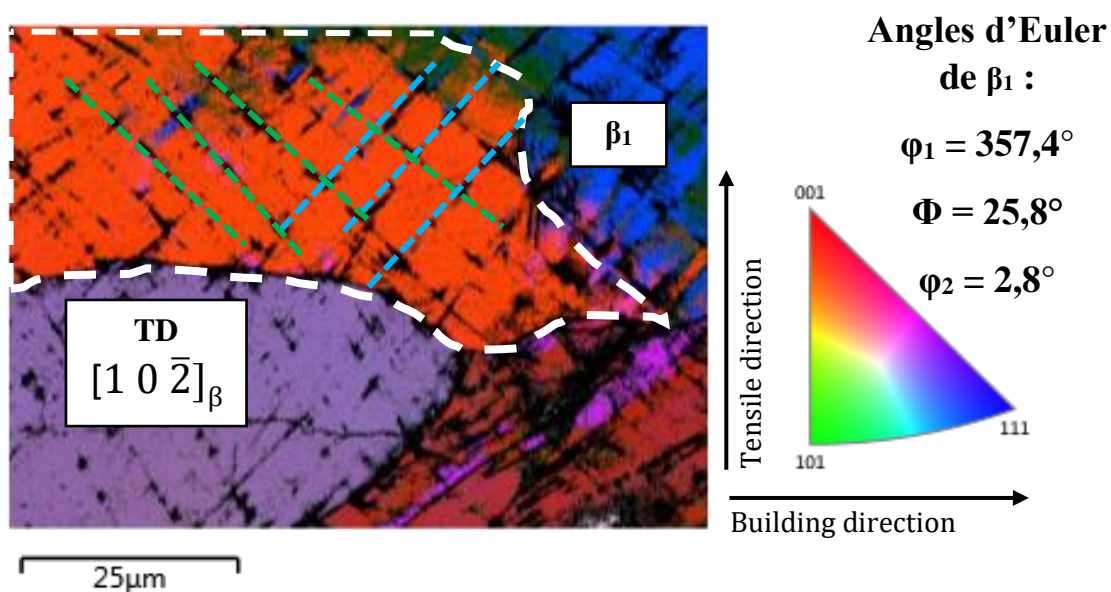 Angles d’Euler
de β₁ :
φ₁ = 357,4°
Φ = 25,8°
φ₂ = 2,8°
β₁
TD
[1 0 2̅]ᵦ
Tensile direction
Building direction
001
101
111
25μm